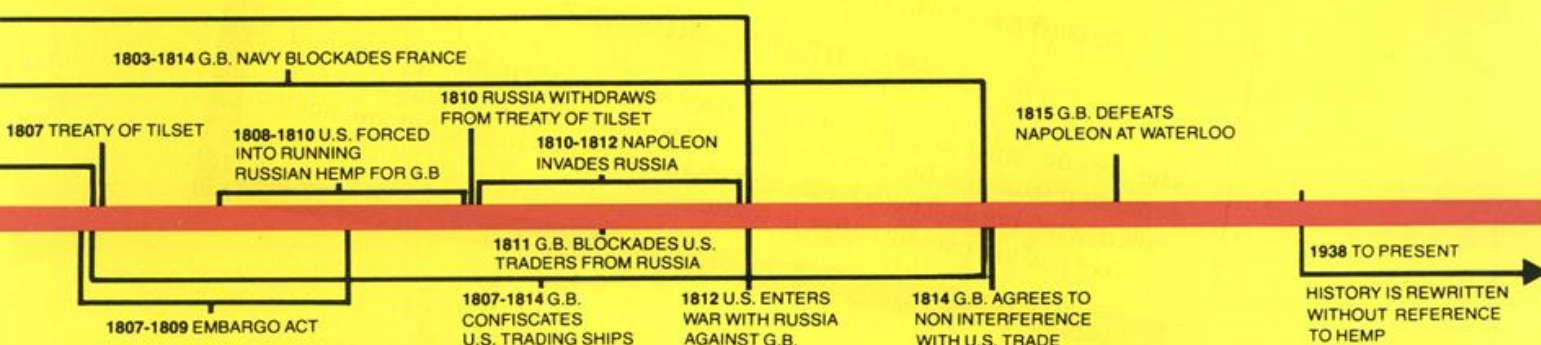 1803-1814 G.B. NAVY BLOCKADES FRANCE
1807 TREATY OF TILSET
1808-1810 U.S. FORCED
INTO RUNNING
RUSSIAN HEMP FOR G.B
1810 RUSSIA WITHDRAWS
FROM TREATY OF TILSET
1810-1812 NAPOLEON
INVADES RUSSIA
1815 G.B. DEFEATS
NAPOLEON AT WATERLOO
1811 G.B. BLOCKADES U.S.
TRADERS FROM RUSSIA
1807-1809 EMBARGO ACT
1807-1814 G.B.
CONFISCATES
U.S. TRADING SHIPS
1812 U.S. ENTERS
WAR WITH RUSSIA
AGAINST G.B.
1814 G.B. AGREES TO
NON INTERFERENCE
WITH U.S. TRADE
1938 TO PRESENT
HISTORY IS REWRITTEN
WITHOUT REFERENCE
TO HEMP